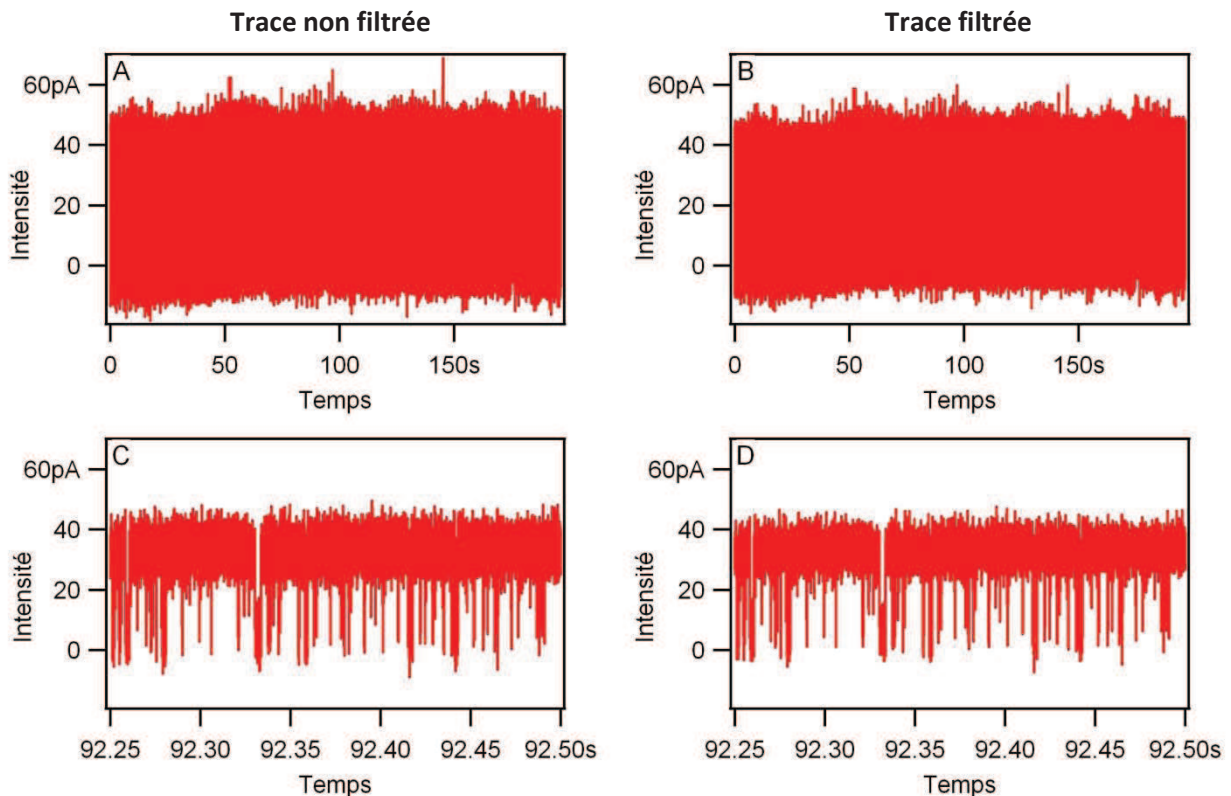 Trace non filtrée
Trace filtrée
A
60pA
40
20
0
Intensité
0 50 100 150s
Temps
B
60pA
40
20
0
Intensité
0 50 100 150s
Temps
C
60pA
40
20
0
Intensité
92.25 92.30 92.35 92.40 92.45 92.50s
Temps
D
60pA
40
20
0
Intensité
92.25 92.30 92.35 92.40 92.45 92.50s
Temps